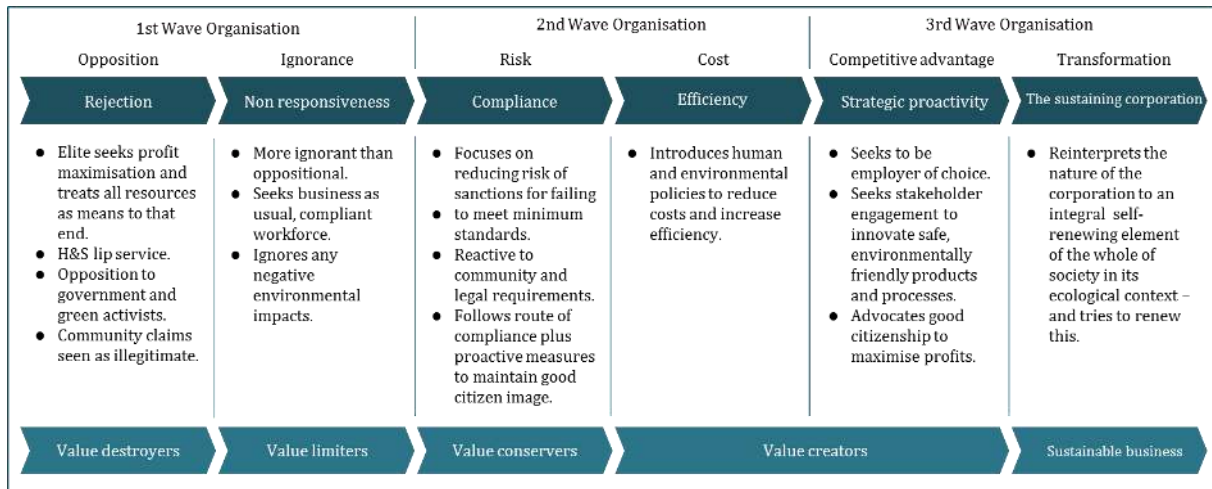 1st Wave Organisation
2nd Wave Organisation
3rd Wave Organisation
Opposition
Ignorance
Risk
Cost
Competitive advantage
Transformation
Rejection
Non responsiveness
Compliance
Efficiency
Strategic proactivity
The sustaining corporation
● Elite seeks profit
maximisation and
treats all resources
as means to that
end.
● H&S lip service.
● Opposition to
government and
green activists.
● Community claims
seen as illegitimate.
● More ignorant than
oppositional.
● Seeks business as
usual, compliant
workforce.
● Ignores any
negative
environmental
impacts.
● Focuses on
reducing risk of
sanctions for failing
● to meet minimum
standards.
● Reactive to
community and
legal requirements.
● Follows route of
compliance plus
proactive measures
to maintain good
citizen image.
● Introduces human
and environmental
policies to reduce
costs and increase
efficiency.
● Seeks to be
employer of choice.
● Seeks stakeholder
engagement to
innovate safe,
environmentally
friendly products
and processes.
● Advocates good
citizenship to
maximise profits.
● Reinterprets the
nature of the
corporation to an
integral self-
renewing element
of the whole of
society in its
ecological context –
and tries to renew
this.
Value destroyers
Value limiters
Value conservers
Value creators
Sustainable business